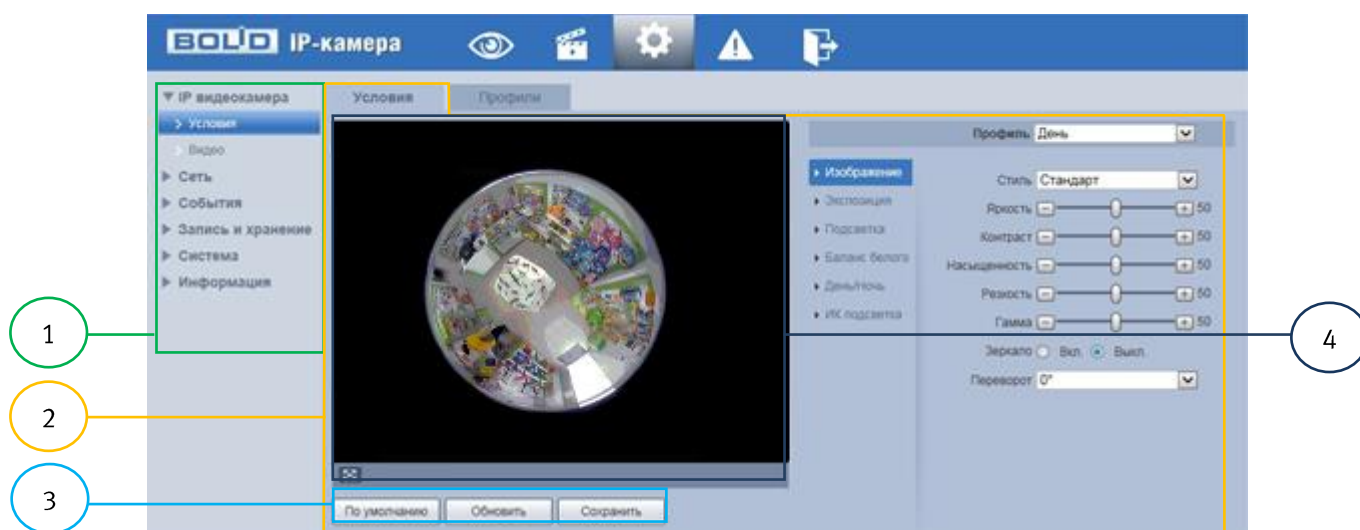 BOLID IP-камера
IP видеокамера
Условия
Видео
Сеть
События
Запись и хранение
Система
Информация
Условия
Профили
По умолчанию
Обновить
Сохранить
Профиль День
Изображение
Экспозиция
Подсветка
Баланс белого
День/Ночь
ИК подсветка
Стиль Стандарт
Яркость 50
Контраст 50
Насыщенность 50
Резкость 50
Гамма 50
Зеркало Вкл. Выкл.
Переворот 0°
1
2
3
4